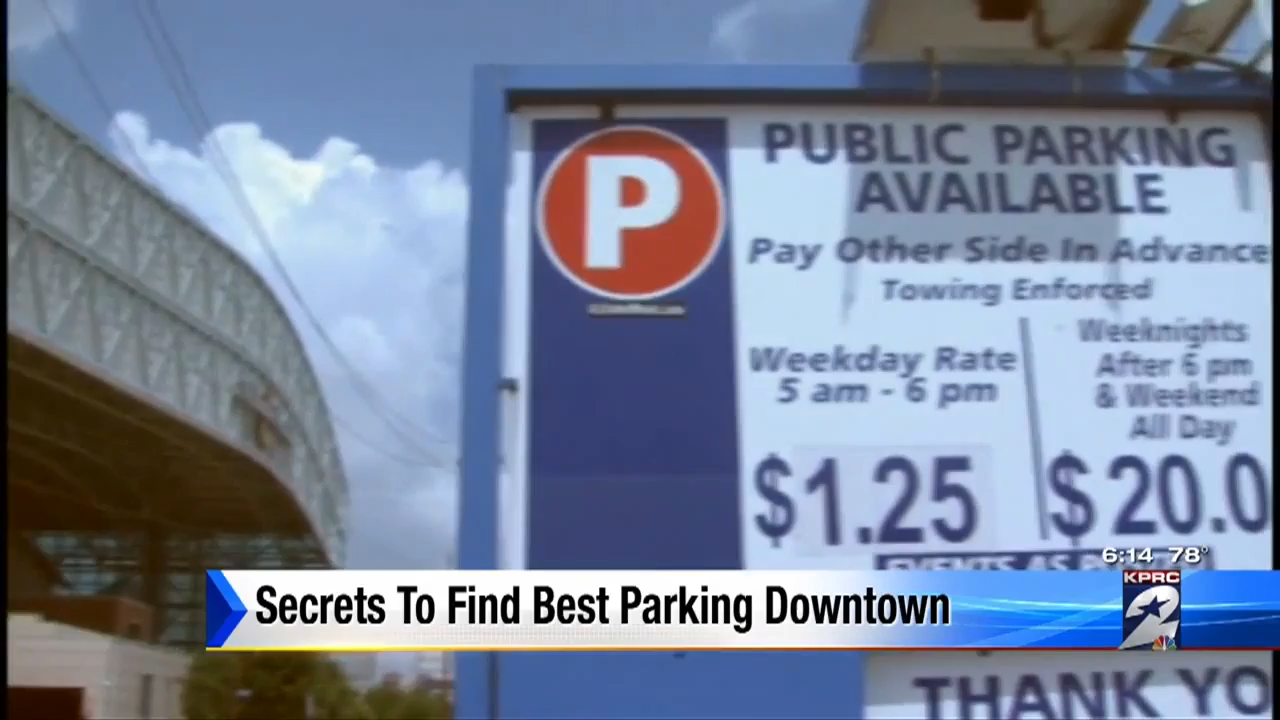 P
PUBLIC PARKING
AVAILABLE
Pay Other Side In Advance
Towing Enforced
Weekday Rate
5 am - 6 pm
$1.25
Weeknights
After 6 pm
& Weekend
All Day
$20.0
EVENTS AS
6:14 78°
KPRC
2
Secrets To Find Best Parking Downtown
THANK YO